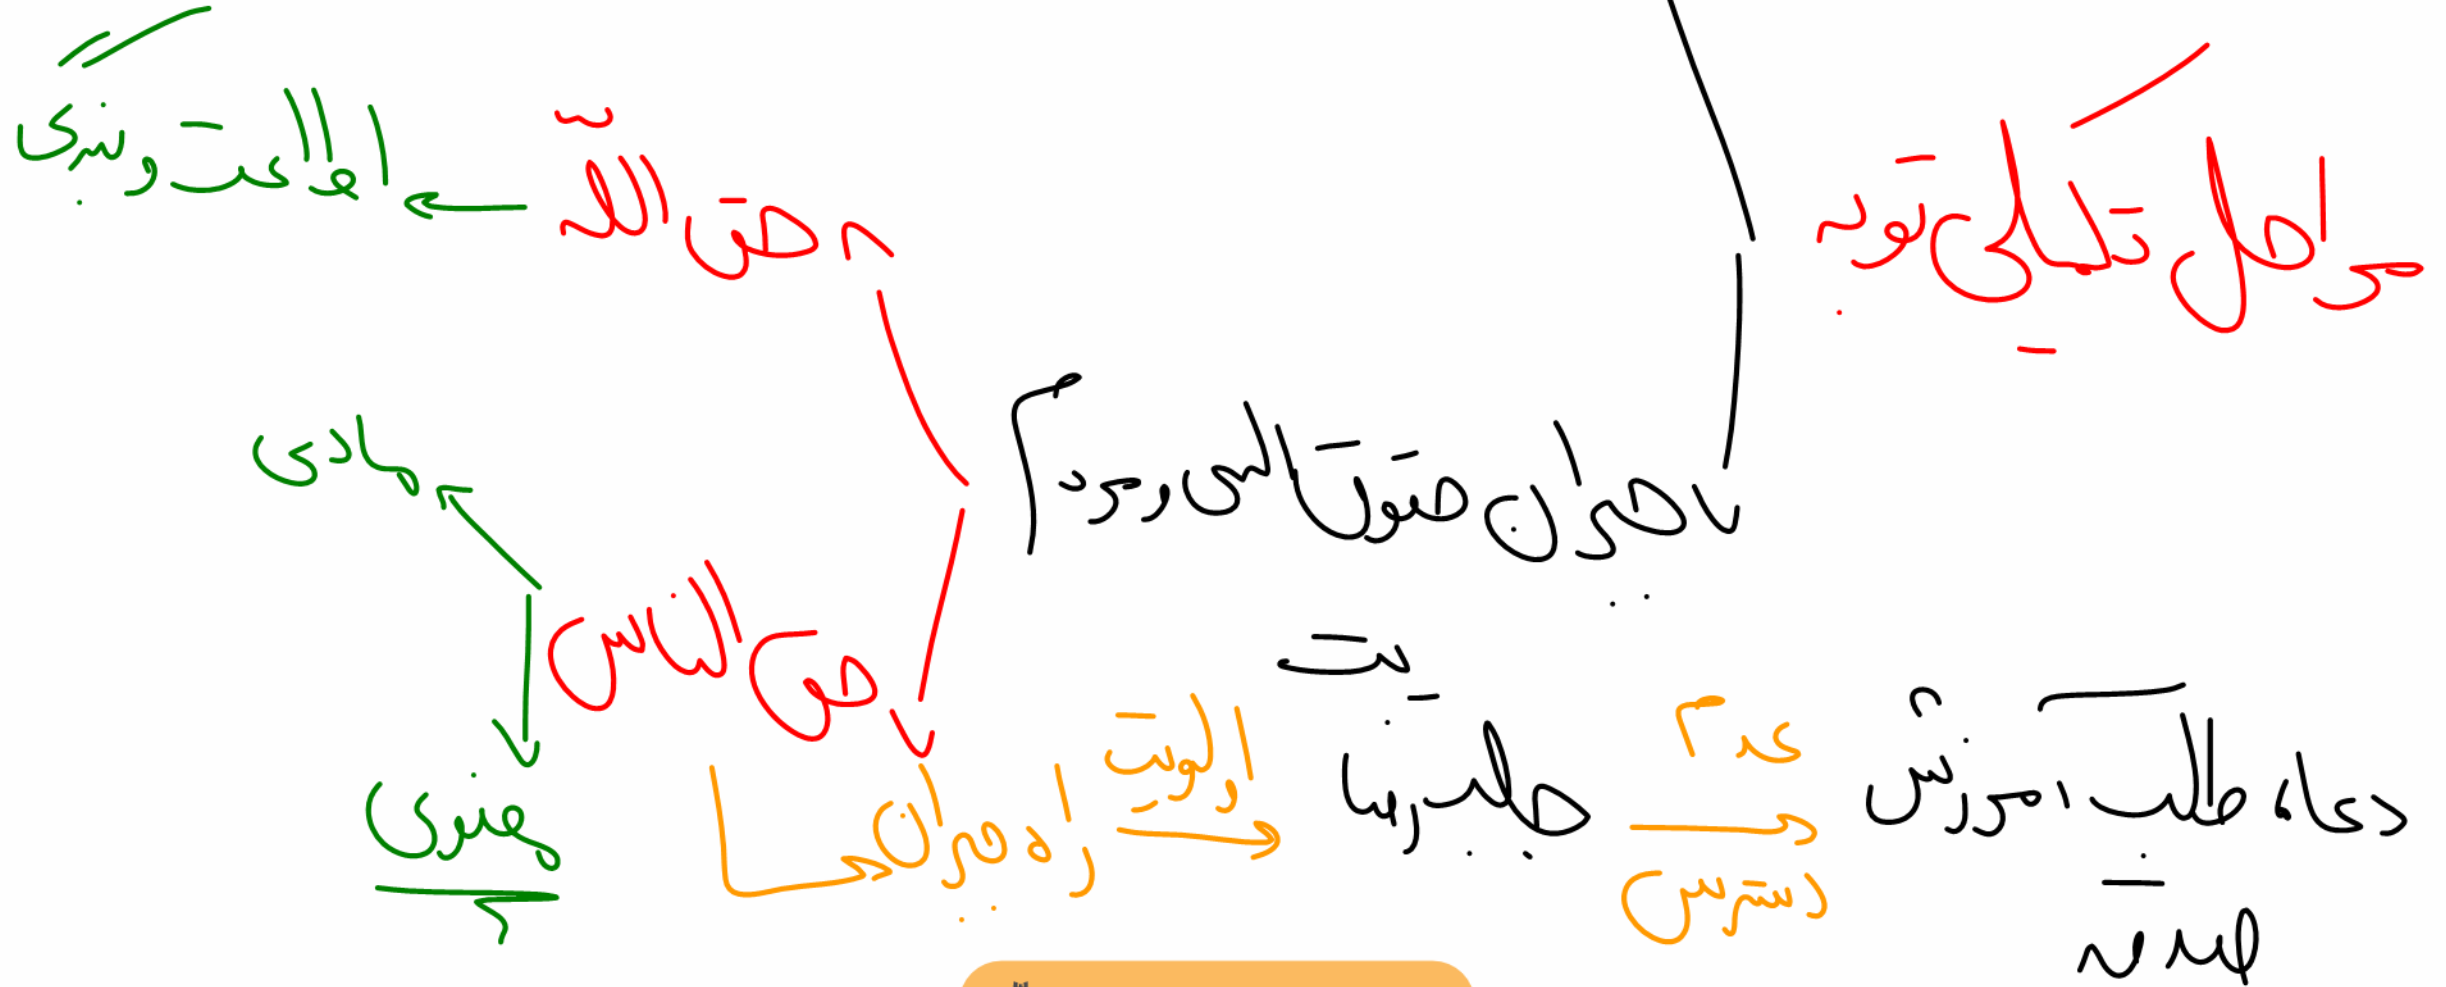 مراحل تکمیلی توبه
جبران حقوق الهی و مردم
حق الله
اطاعت و بندگی
حق الناس
مادی
معنوی
راه جبران
اولویت
جلب رضایت
عدم دسترس
دعا، طلب آمرزش
صدقه